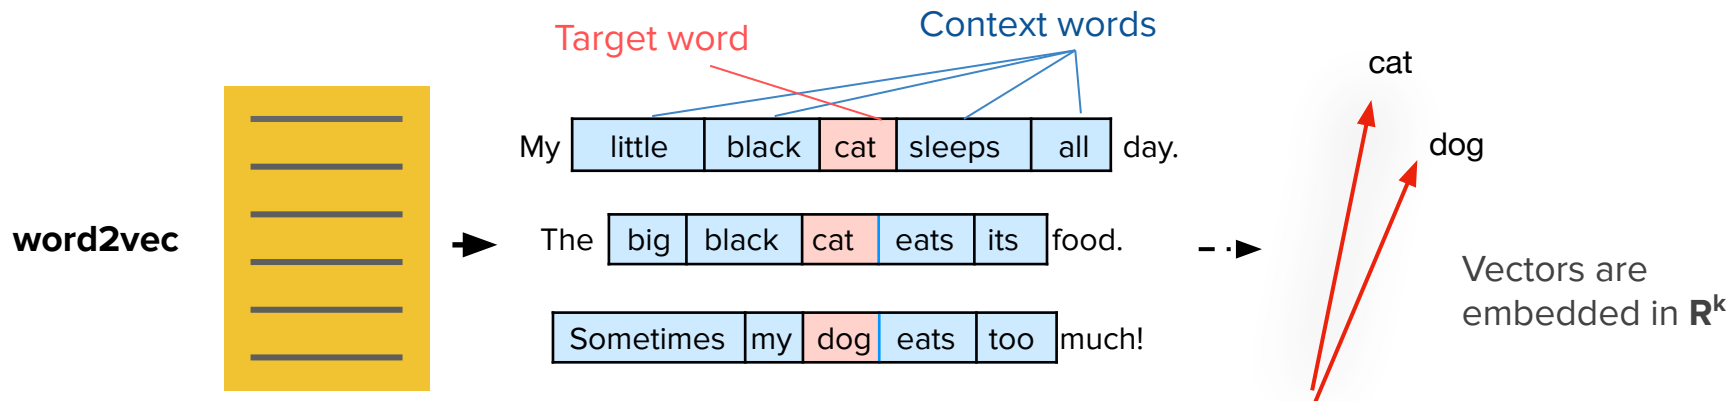 word2vec
Target word
Context words
My little black cat sleeps all day.
The big black cat eats its food.
Sometimes my dog eats too much!
cat
dog
Vectors are
embedded in R^k